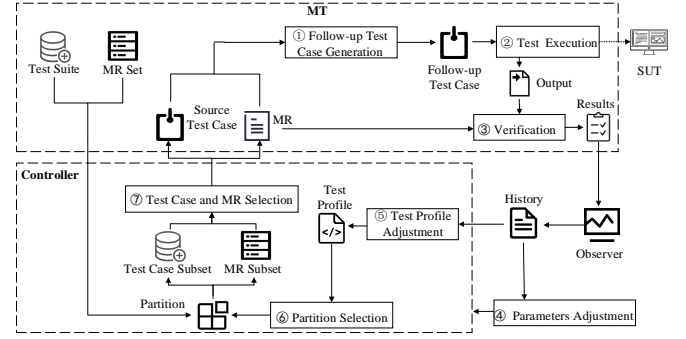 MT
① Follow-up Test
Case Generation
② Test Execution
Test Suite
MR Set
Follow-up
Test Case
SUT
Output
Source
Test Case
MR
Results
③ Verification
Controller
⑦ Test Case and MR Selection
Test
Profile
⑤ Test Profile
Adjustment
History
Observer
Test Case Subset
MR Subset
Partition
⑥ Partition Selection
④ Parameters Adjustment